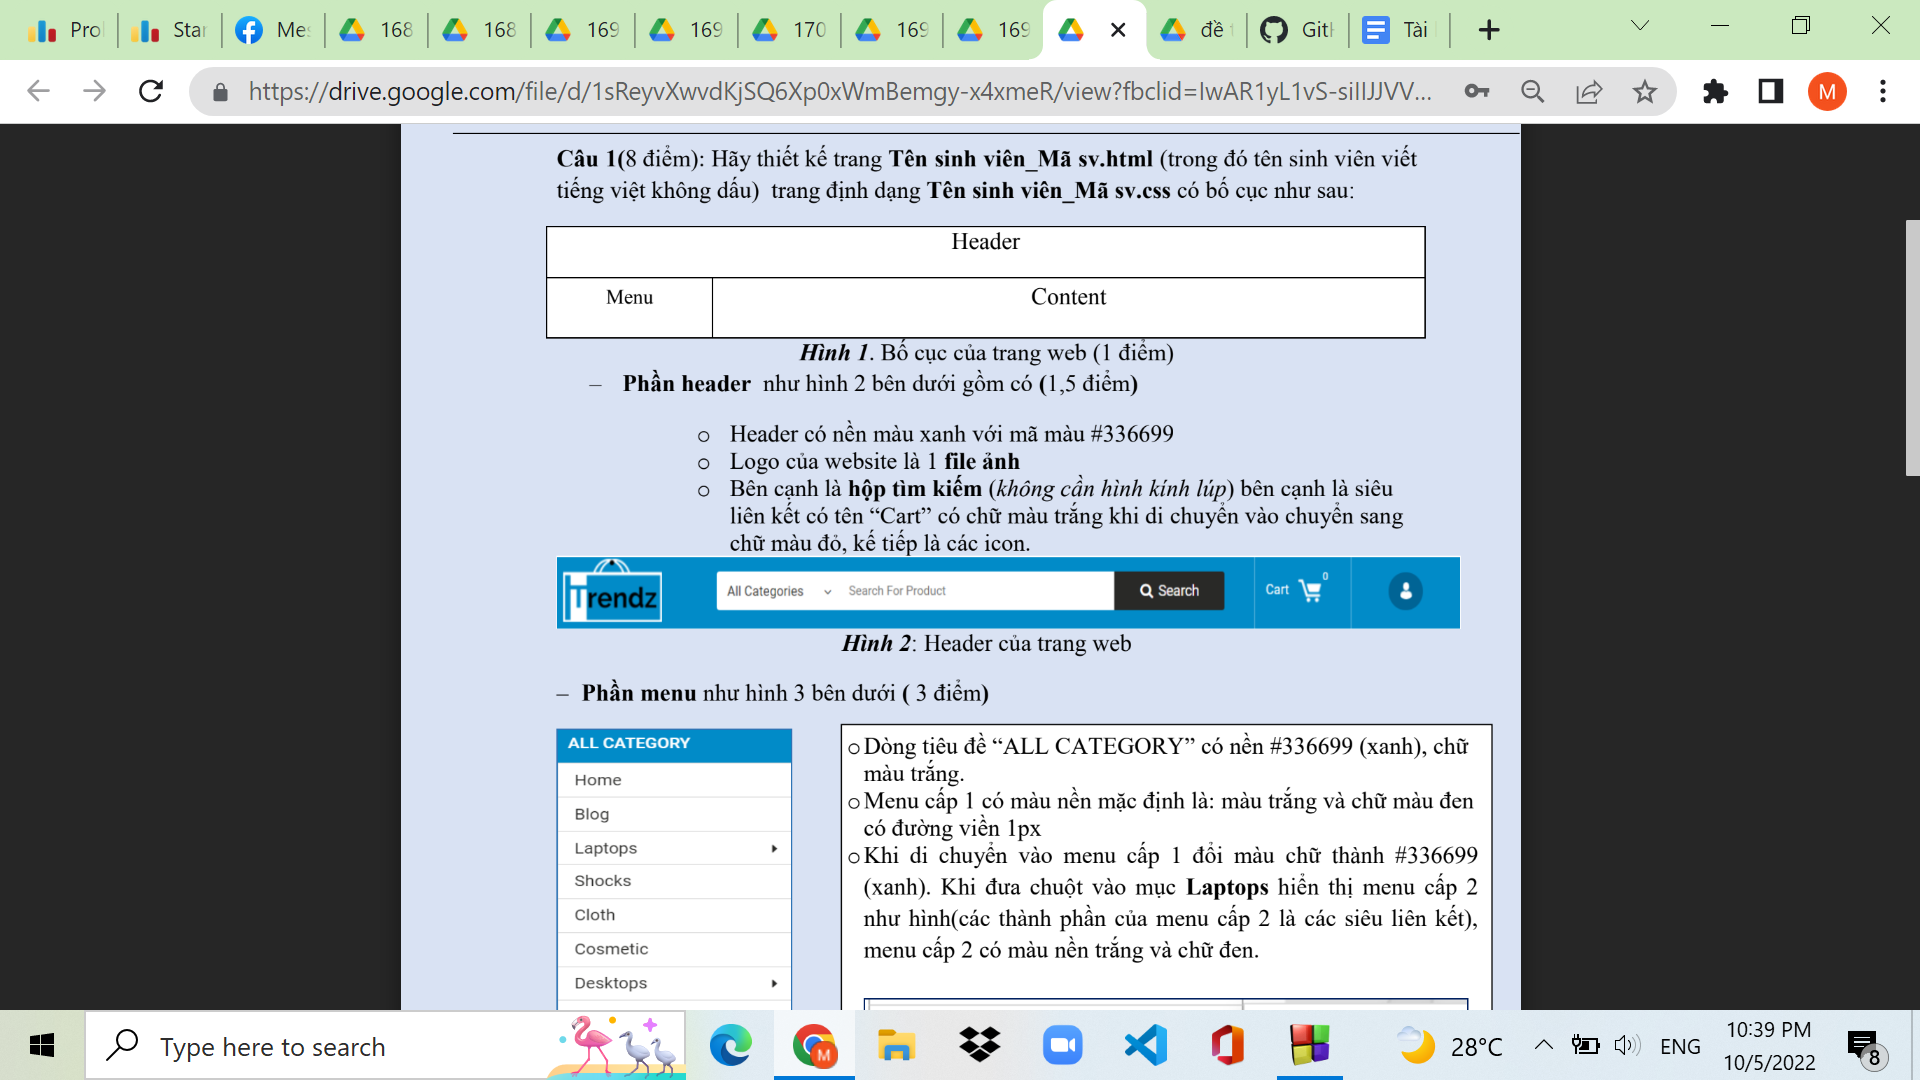 Pro
Star
Mes
168
168
169
169
170
169
169
đề t
Gith
Tài
https://drive.google.com/file/d/1sReyvXwvdKjSQ6Xp0xWmBemgy-x4xmeR/view?fbclid=IwAR1yL1vS-siIIJJVV...
M
Câu 1(8 điểm): Hãy thiết kế trang Tên sinh viên_Mã sv.html (trong đó tên sinh viên viết
tiếng việt không dấu) trang định dạng Tên sinh viên_Mã sv.css có bố cục như sau:
Header
Menu
Content
Hình 1. Bố cục của trang web (1 điểm)
– Phần header như hình 2 bên dưới gồm có (1,5 điểm)
o Header có nền màu xanh với mã màu #336699
o Logo của website là 1 file ảnh
o Bên cạnh là hộp tìm kiếm (không cần hình kính lúp) bên cạnh là siêu
liên kết có tên “Cart” có chữ màu trắng khi di chuyển vào chuyển sang
chữ màu đỏ, kế tiếp là các icon.
Trendz
All Categories
Search For Product
Search
Cart
0
Hình 2: Header của trang web
– Phần menu như hình 3 bên dưới ( 3 điểm)
ALL CATEGORY
Home
Blog
Laptops
Shocks
Cloth
Cosmetic
Desktops
o Dòng tiêu đề “ALL CATEGORY” có nền #336699 (xanh), chữ
màu trắng.
o Menu cấp 1 có màu nền mặc định là: màu trắng và chữ màu đen
có đường viền 1px
o Khi di chuyển vào menu cấp 1 đổi màu chữ thành #336699
(xanh). Khi đưa chuột vào mục Laptops hiển thị menu cấp 2
như hình(các thành phần của menu cấp 2 là các siêu liên kết),
menu cấp 2 có màu nền trắng và chữ đen.
Type here to search
M
28°C
ENG
10:39 PM
10/5/2022
8